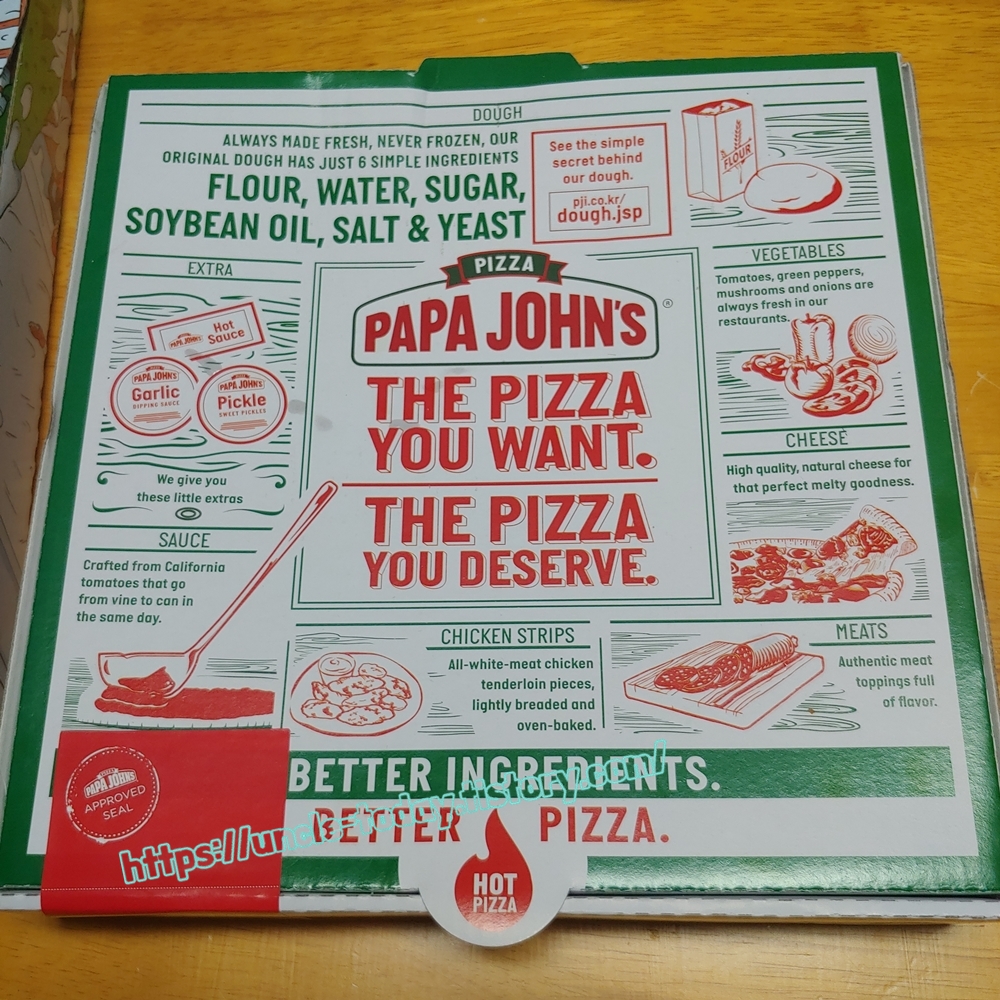 DOUGH
ALWAYS MADE FRESH, NEVER FROZEN, OUR
ORIGINAL DOUGH HAS JUST 6 SIMPLE INGREDIENTS
FLOUR, WATER, SUGAR,
SOYBEAN OIL, SALT & YEAST
See the simple
secret behind
our dough.
pji.co.kr/
dough.jsp
FLOUR
EXTRA
Hot
Sauce
PAPA JOHN'S
PAPA JOHN'S
Garlic
DIPPING SAUCE
PAPA JOHN'S
Pickle
SWEET PICKLES
We give you
these little extras
SAUCE
Crafted from California
tomatoes that go
from vine to can in
the same day.
PIZZA
PAPA JOHN'S ®
THE PIZZA
YOU WANT.
THE PIZZA
YOU DESERVE.
VEGETABLES
Tomatoes, green peppers,
mushrooms and onions are
always fresh in our
restaurants.
CHEESE
High quality, natural cheese for
that perfect melty goodness.
CHICKEN STRIPS
All-white-meat chicken
tenderloin pieces,
lightly breaded and
oven-baked.
MEATS
Authentic meat
toppings full
of flavor.
BETTER INGREDIENTS.
BETTER PIZZA.
HOT
PIZZA
PAPA JOHN'S
APPROVED
SEAL